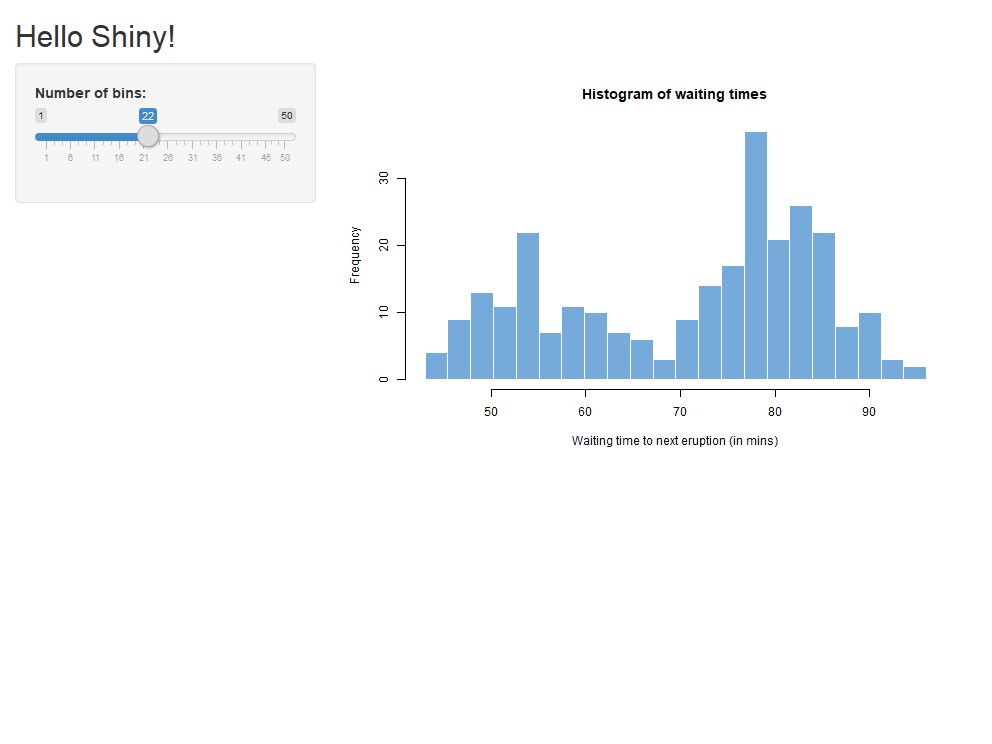 Hello Shiny!
Number of bins:
1 22 50
1 6 11 16 21 26 31 36 41 46 50
Histogram of waiting times
Frequency
30
20
10
0
50 60 70 80 90
Waiting time to next eruption (in mins)